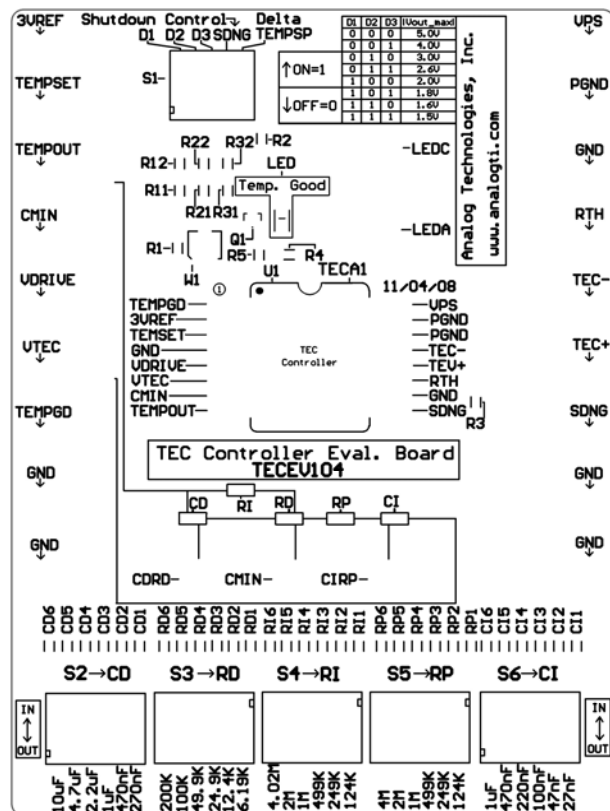 3VREF
TEMPSET
TEMPOUT
CMIN
VDRIVE
VTEC
TEMPGD
GND
GND
Shutdown Control
Delta
D1 D2 D3 SDNG TEMPSP
S1
D1 D2 D3 |Vout_max|
0 0 0 5.0V
0 0 1 4.0V
0 1 0 3.0V
0 1 1 2.6V
1 0 0 2.0V
1 0 1 1.8V
1 1 0 1.6V
1 1 1 1.5V
↑ON=1
↓OFF=0
Analog Technologies, Inc.
www.analogti.com
VPS
PGND
GND
RTH
TEC-
TEC+
SDNG
GND
GND
R22 R32 R2
R12
LED
LEDC
R11
Temp. Good
R21 R31
LEDA
Q1
R1
R5 R4
W1
U1 TECA1
11/04/08
1
TEMPGD
3VREF
TEMSET
GND
VDRIVE
VTEC
CMIN
TEMPOUT
TEC
Controller
VPS
PGND
PGND
TEC-
TEV+
RTH
GND
SDNG
R3
TEC Controller Eval. Board
TECEV104
CD RI RD RP CI
CDRD- CMIN- CIRP-
CD6 CD5 CD4 CD3 CD2 CD1
RD6 RD5 RD4 RD3 RD2 RD1
RI6 RI5 RI4 RI3 RI2 RI1
RP6 RP5 RP4 RP3 RP2 RP1
CI6 CI5 CI4 CI3 CI2 CI1
S2→CD S3→RD S4→RI S5→RP S6→CI
IN
OUT
IN
OUT
10uF 4.7uF 2.2uF 1uF 470nF 270nF
200K 100K 49.9K 24.9K 12.4K 6.19K
4.02M 2M 1M 499K 249K 124K
4M 2M 1M 499K 249K 124K
1uF 470nF 220nF 100nF 47nF 27nF